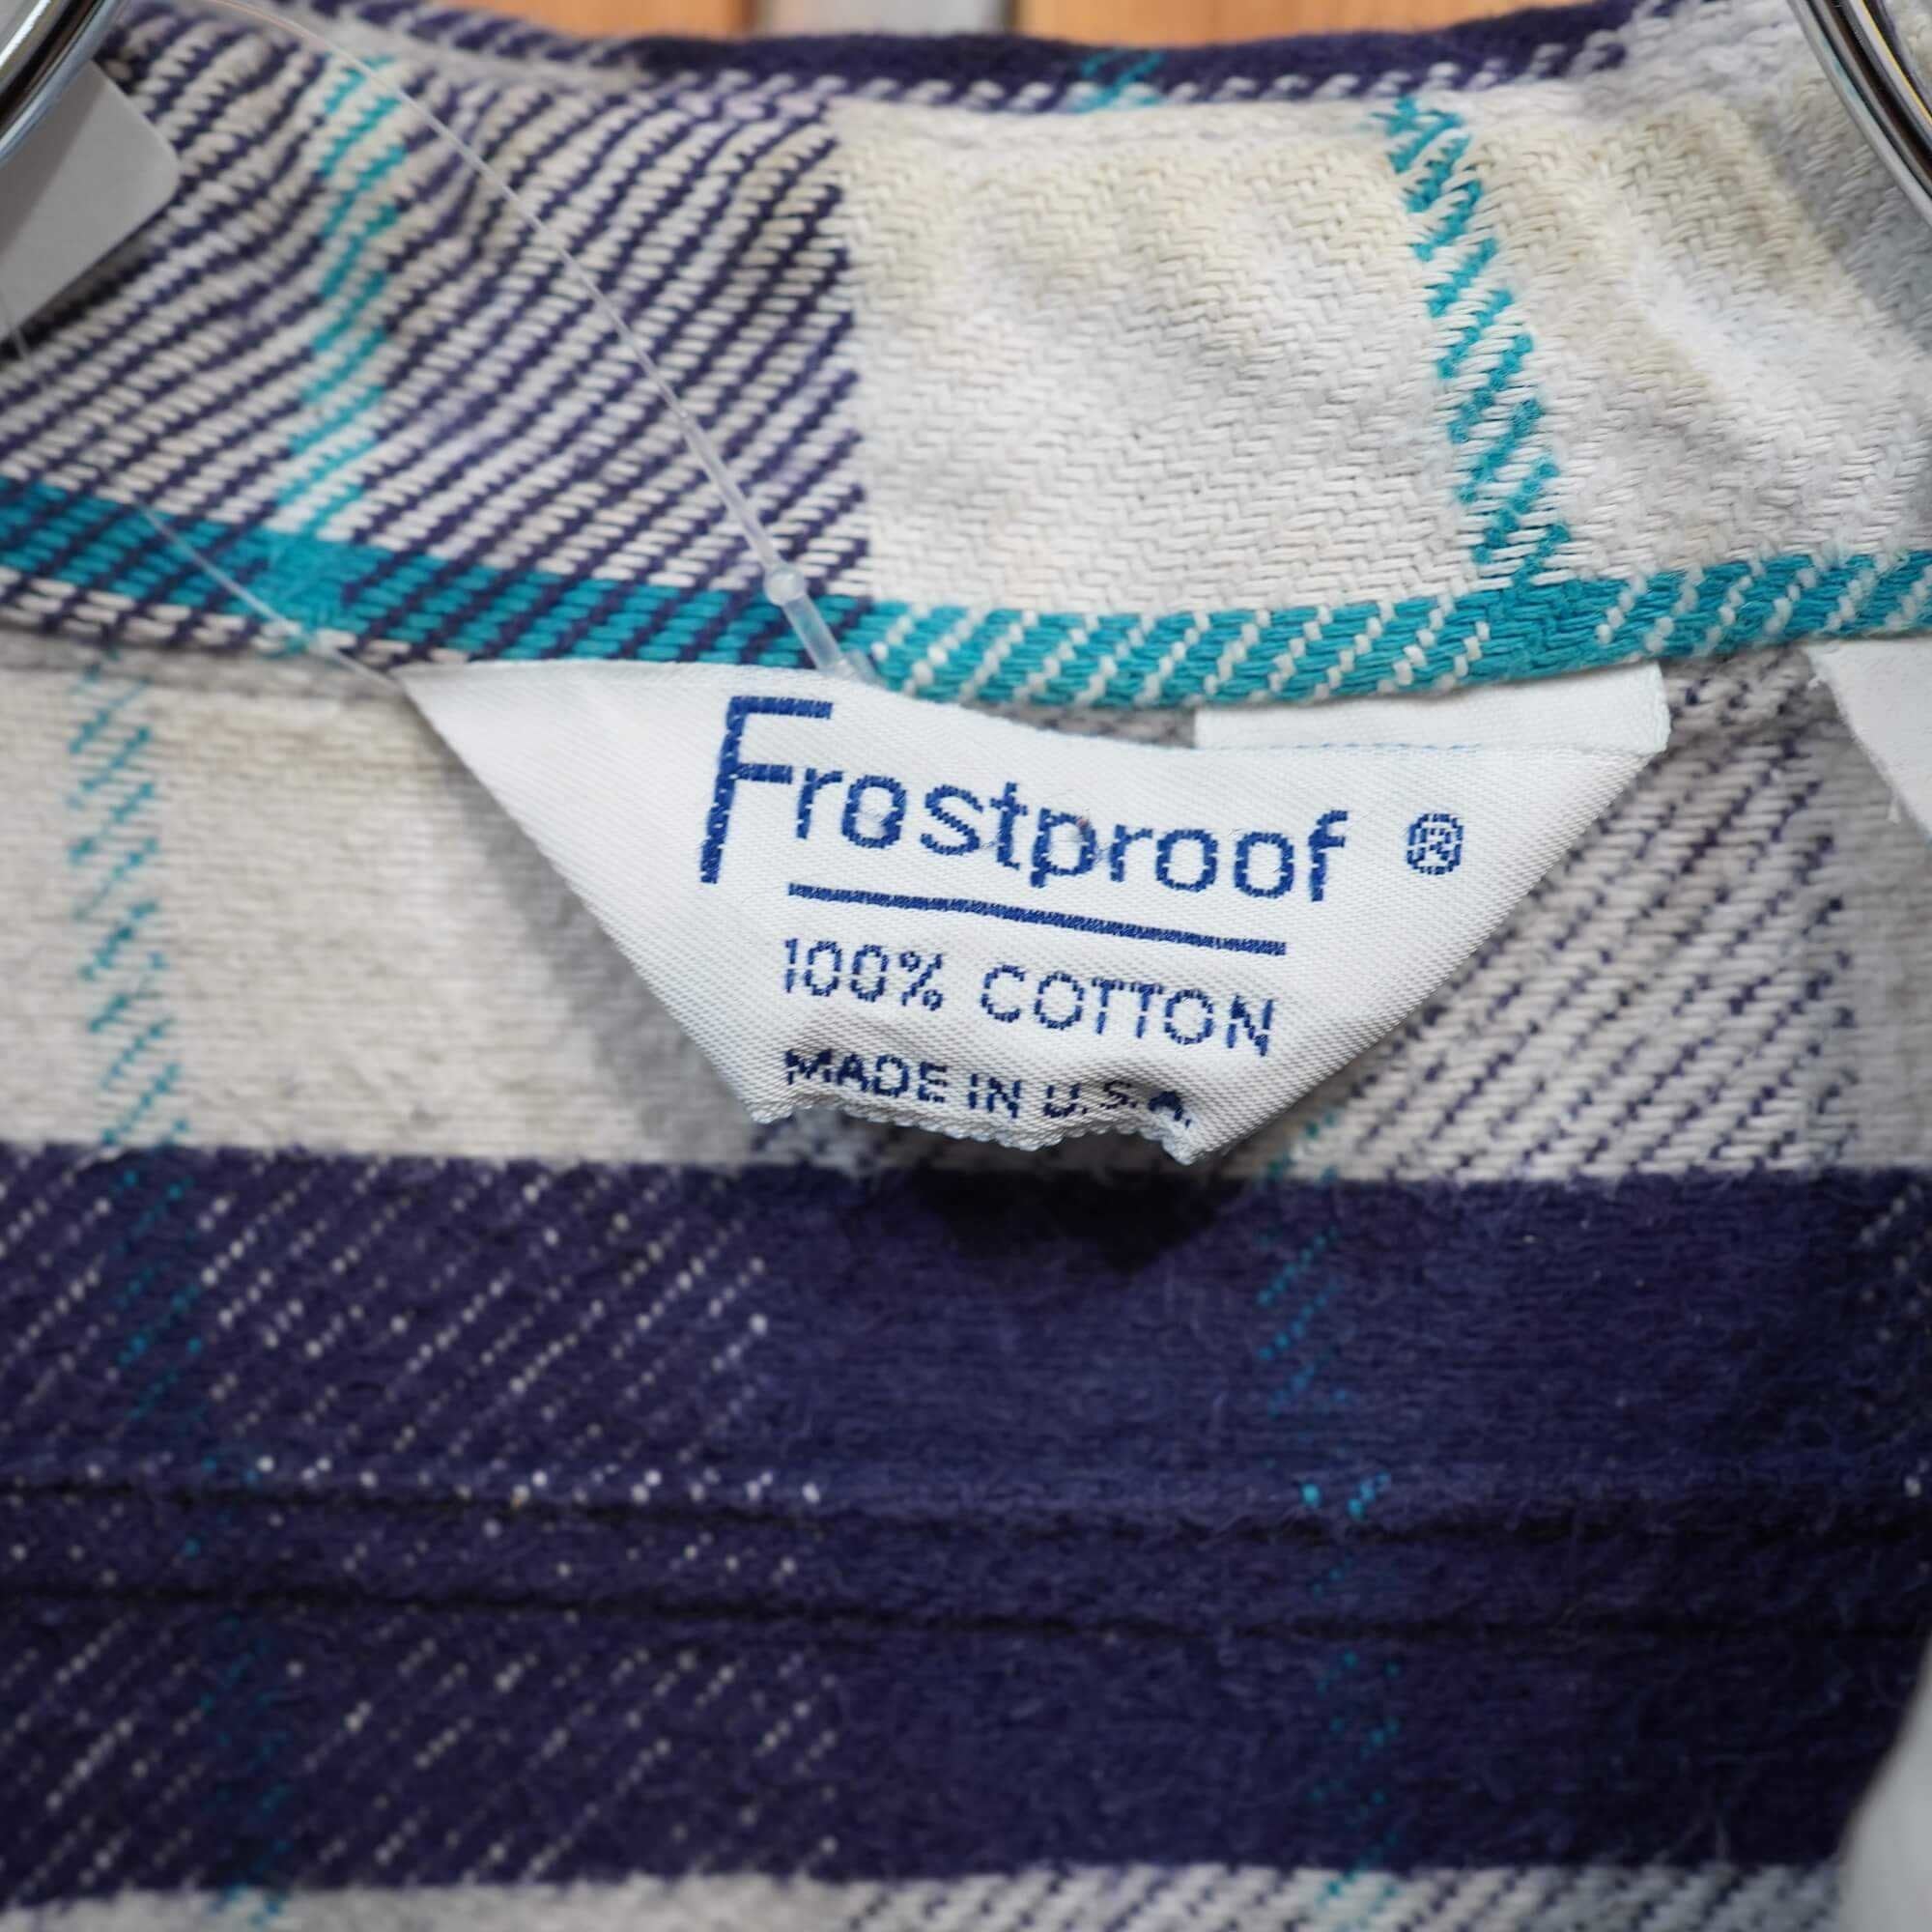 Frostproof ®
100% COTTON
MADE IN U.S.A.